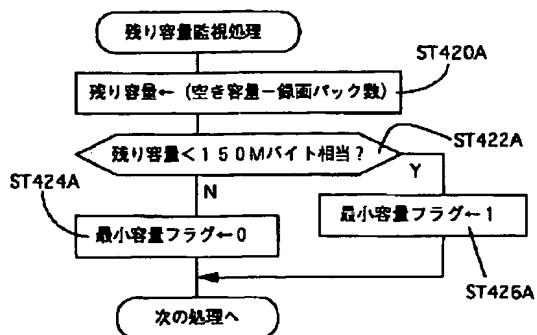 残り容量監視処理
ST420A
残り容量←(空き容量−録画パック数)
ST422A
残り容量<150Mバイト相当?
ST424A
N
Y
最小容量フラグ←0
最小容量フラグ←1
ST426A
次の処理へ